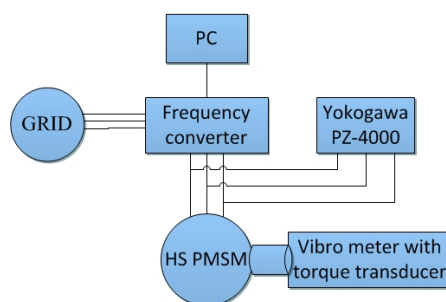 PC
GRID
Frequency
converter
Yokogawa
PZ-4000
HS PMSM
Vibro meter with
torque transducer